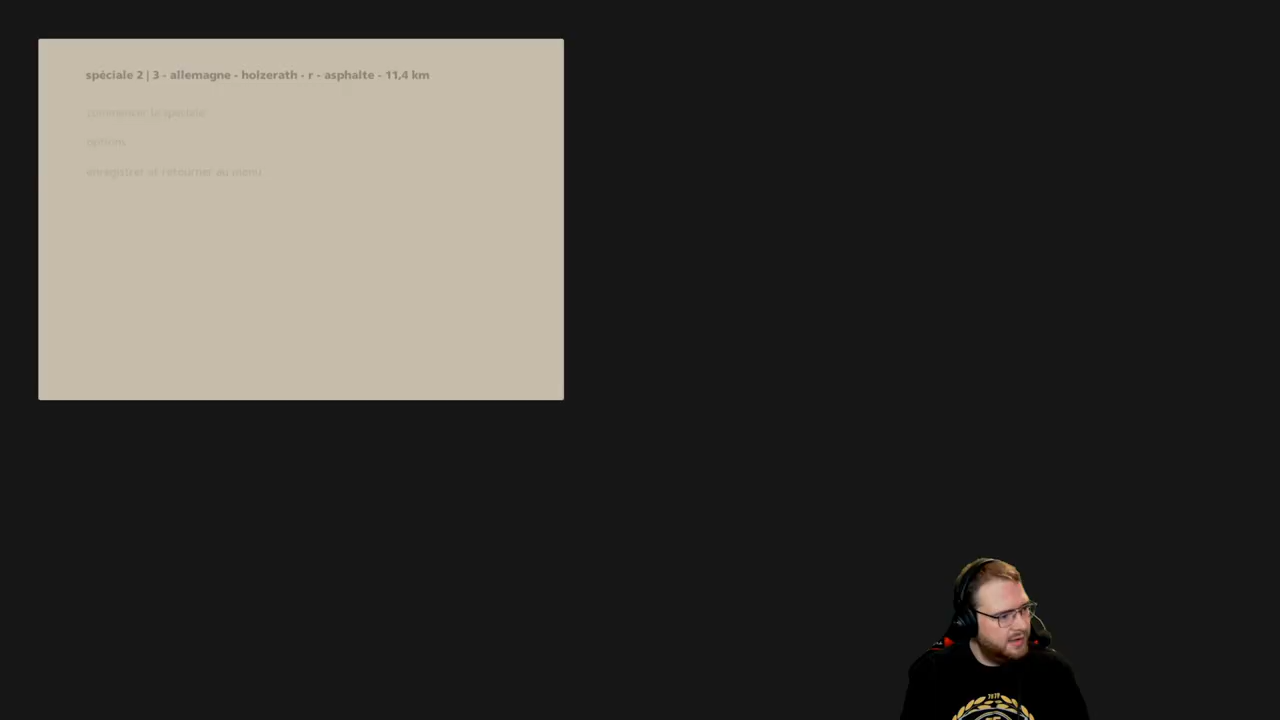 spéciale 2 | 3 - allemagne - holzerath - r - asphalte - 11,4 km
commencer la spéciale
options
enregistrer et retourner au menu